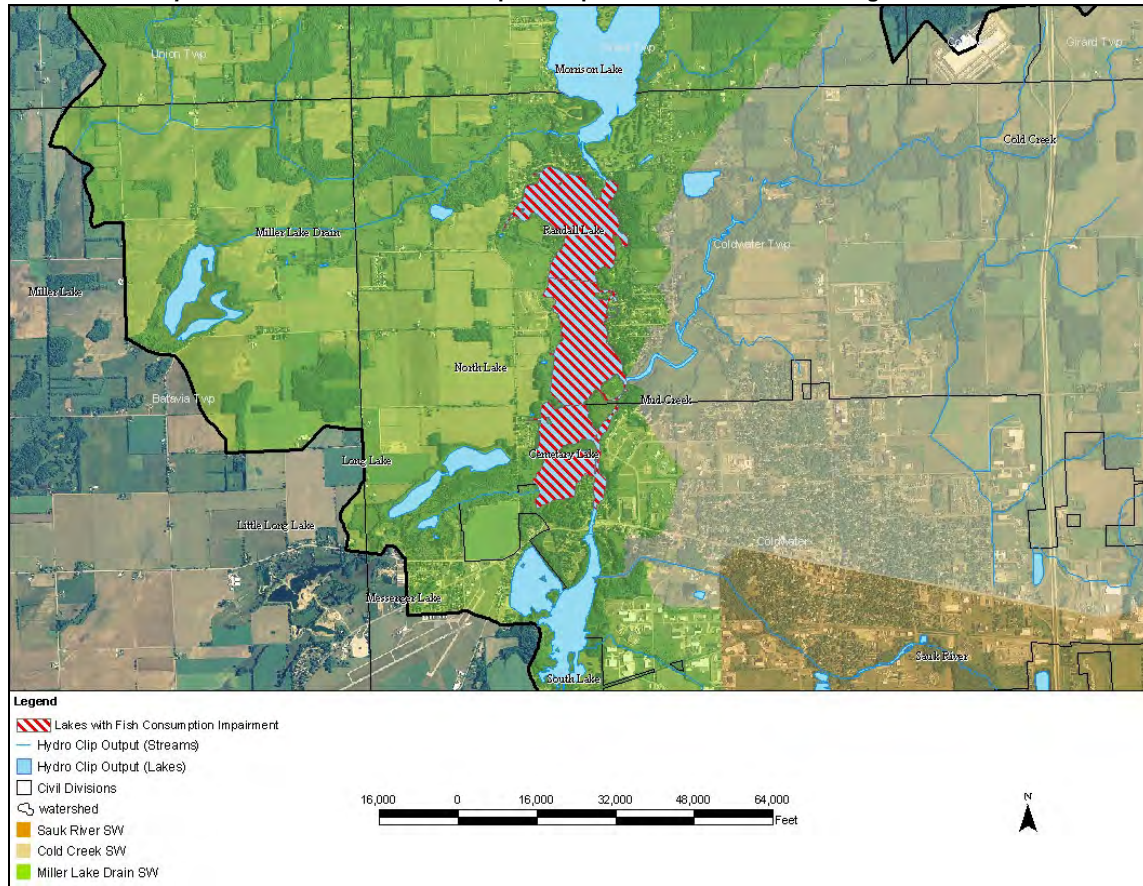 Union Twp
Girard Twp
Morrison Lake
Cold Creek
Randall Lake
Miller Lake Drain
Coldwater Twp
Miller Lake
North Lake
Batavia Twp
Mud Creek
Long Lake
Cemetary Lake
Little Long Lake
Coldwater
Messenger Lake
Sauk River
South Lake
Legend
Lakes with Fish Consumption Impairment
Hydro Clip Output (Streams)
Hydro Clip Output (Lakes)
Civil Divisions
watershed
Sauk River SW
Cold Creek SW
Miller Lake Drain SW
16,000 0 16,000 32,000 48,000 64,000
Feet
N